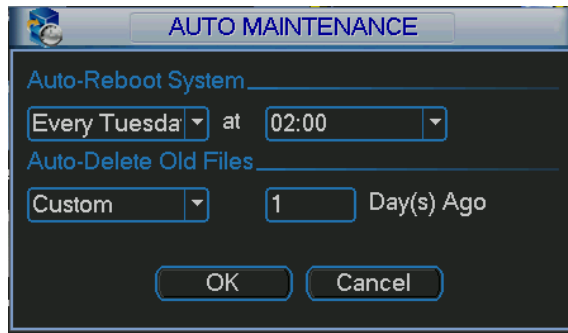 AUTO MAINTENANCE
Auto-Reboot System
Every Tuesda at 02:00
Auto-Delete Old Files
Custom 1 Day(s) Ago
OK Cancel